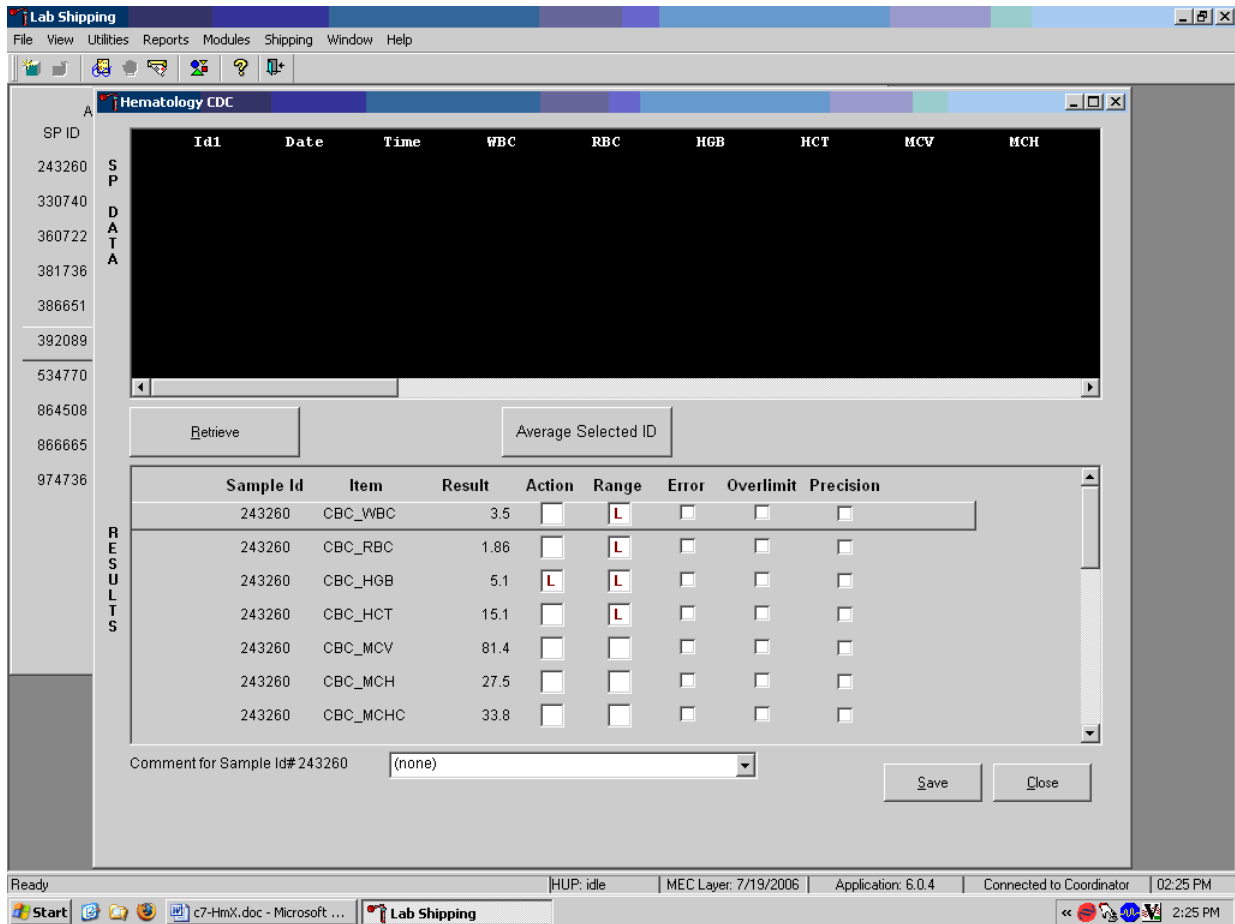 Lab Shipping
File View Utilities Reports Modules Shipping Window Help
Hematology CDC
A
SP ID
243260
330740
360722
381736
386651
392089
534770
864508
866665
974736
SP DATA
Id1 Date Time WBC RBC HGB HCT MCV MCH
Retrieve
Average Selected ID
RESULTS
Sample Id Item Result Action Range Error Overlimit Precision
243260 CBC_WBC 3.5 L
243260 CBC_RBC 1.86 L
243260 CBC_HGB 5.1 L L
243260 CBC_HCT 15.1 L
243260 CBC_MCV 81.4
243260 CBC_MCH 27.5
243260 CBC_MCHC 33.8
Comment for Sample Id# 243260 (none)
Save
Close
Ready HUP: idle MEC Layer: 7/19/2006 Application: 6.0.4 Connected to Coordinator 02:25 PM
Start c7-HmX.doc - Microsoft ... Lab Shipping « 2:25 PM